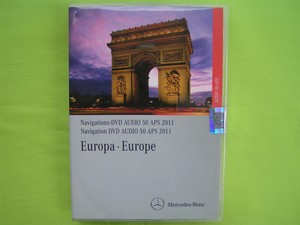 Navigations-DVD AUDIO 50 APS 2011
Navigation DVD AUDIO 50 APS 2011
Europa · Europe
Mercedes-Benz